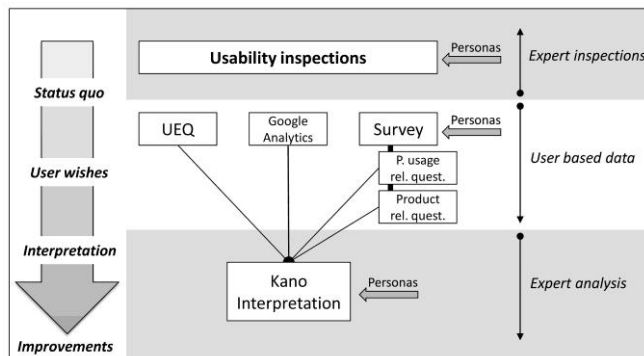 Usability inspections
Personas
Expert inspections
Status quo
UEQ
Google
Analytics
Survey
Personas
P. usage
rel. quest.
User based data
User wishes
Product
rel. quest.
Interpretation
Kano
Interpretation
Personas
Expert analysis
Improvements